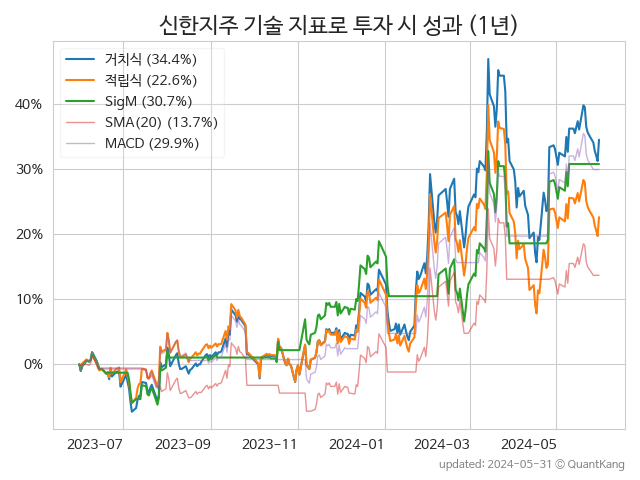 신한지주 기술 지표로 투자 시 성과 (1년)
거치식 (34.4%)
적립식 (22.6%)
SigM (30.7%)
SMA(20) (13.7%)
MACD (29.9%)
40%
30%
20%
10%
0%
2023-07 2023-09 2023-11 2024-01 2024-03 2024-05
updated: 2024-05-31 © QuantKang